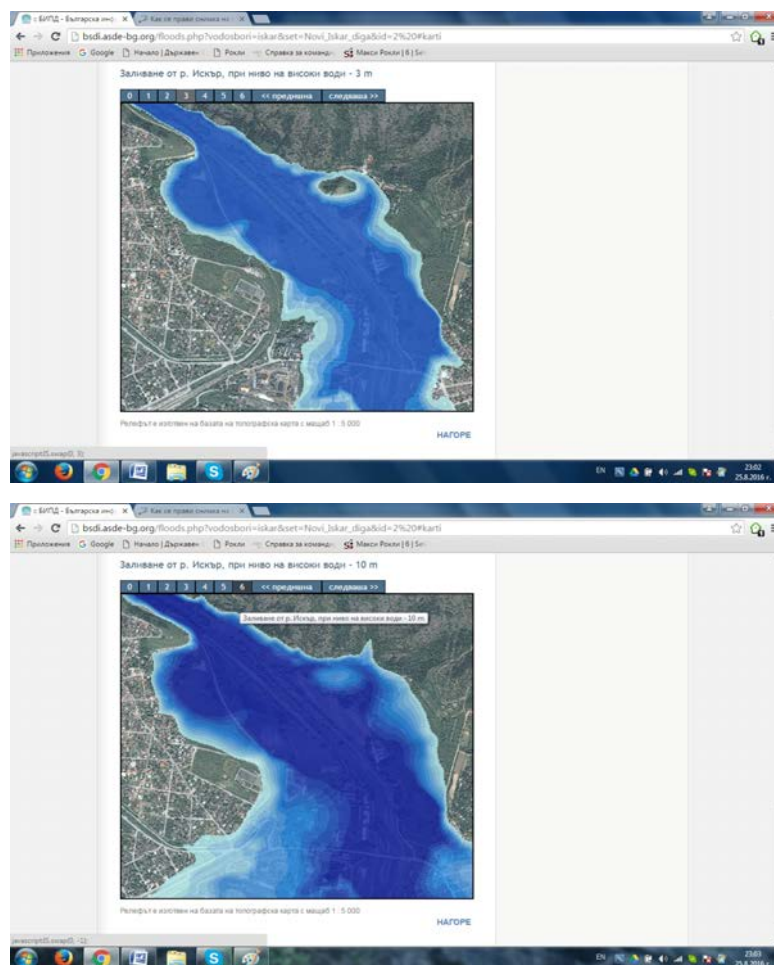 с БИПД - Българска инф
Как се прави снимка на
bsdi.asde-bg.org/floods.php?vodosbori=iskar&set=Novi_Iskar_diga&id=2%20#karti
Приложения
Google
Начало | Държавен
Рокли
Справка за команди
Макси Рокли | 6 | Sel
Заливане от р. Искър, при ниво на високи води - 3 m
0 1 2 3 4 5 6 << предишна следваща >>
Релефът е изготвен на базата на топографска карта с мащаб 1 : 5 000
НАГОРЕ
EN
23:02
25.8.2016 г.
с БИПД - Българска инф
Как се прави снимка на
bsdi.asde-bg.org/floods.php?vodosbori=iskar&set=Novi_Iskar_diga&id=2%20#karti
Приложения
Google
Начало | Държавен
Рокли
Справка за команди
Макси Рокли | 6 | Sel
Заливане от р. Искър, при ниво на високи води - 10 m
0 1 2 3 4 5 6 << предишна следваща >>
Заливане от р. Искър, при ниво на високи води - 10 m
Релефът е изготвен на базата на топографска карта с мащаб 1 : 5 000
НАГОРЕ
EN
23:03
25.8.2016 г.